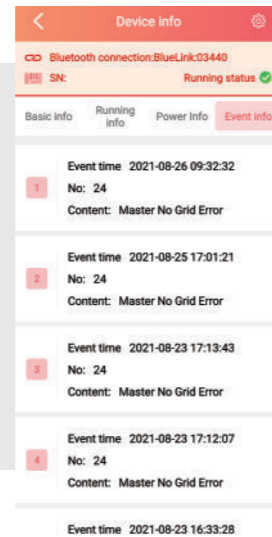 Device info
Bluetooth connection:BlueLink:03440
SN: Running status
Basic info Running info Power Info Event info
Event time 2021-08-26 09:32:32
1 No: 24
Content: Master No Grid Error
Event time 2021-08-25 17:01:21
2 No: 24
Content: Master No Grid Error
Event time 2021-08-23 17:13:43
3 No: 24
Content: Master No Grid Error
Event time 2021-08-23 17:12:07
4 No: 24
Content: Master No Grid Error
Event time 2021-08-23 16:33:28